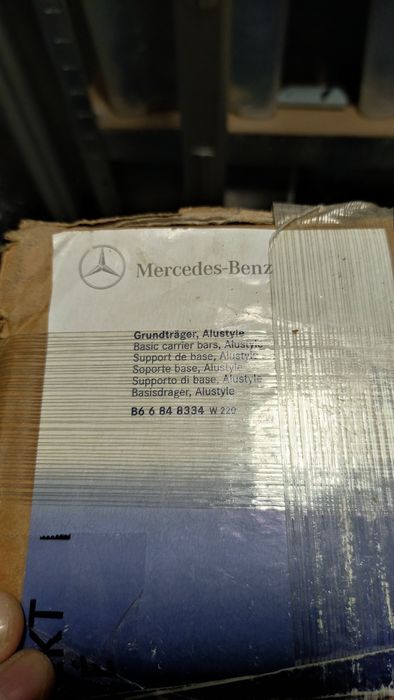 Mercedes-Benz
Grundträger, Alustyle
Basic carrier bars, Alustyle
Support de base, Alustyle
Soporte base, Alustyle
Supporto di base, Alustyle
Basisdrager, Alustyle
B6 6 84 8334 W 220
KT